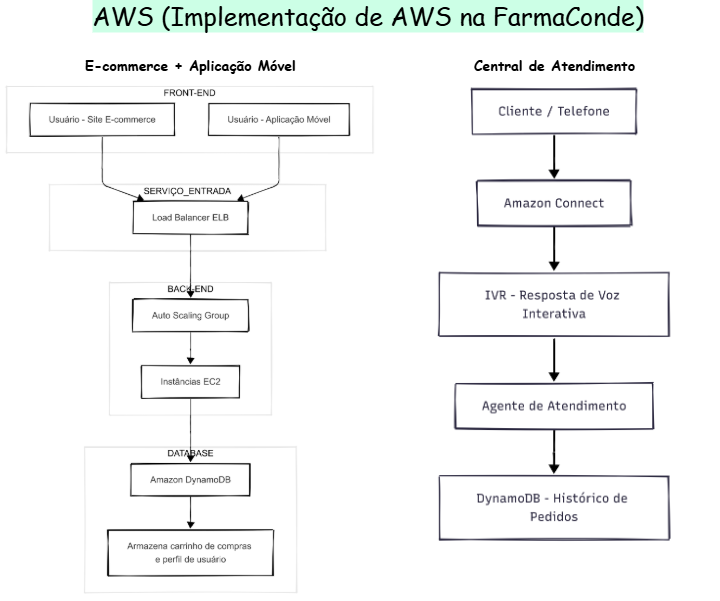 AWS (Implementação de AWS na FarmaConde)
E-commerce + Aplicação Móvel
FRONT-END
Usuário - Site E-commerce
Usuário - Aplicação Móvel
SERVIÇO_ENTRADA
Load Balancer ELB
BACK-END
Auto Scaling Group
Instâncias EC2
DATABASE
Amazon DynamoDB
Armazena carrinho de compras
e perfil de usuário
Central de Atendimento
Cliente / Telefone
Amazon Connect
IVR - Resposta de Voz
Interativa
Agente de Atendimento
DynamoDB - Histórico de
Pedidos